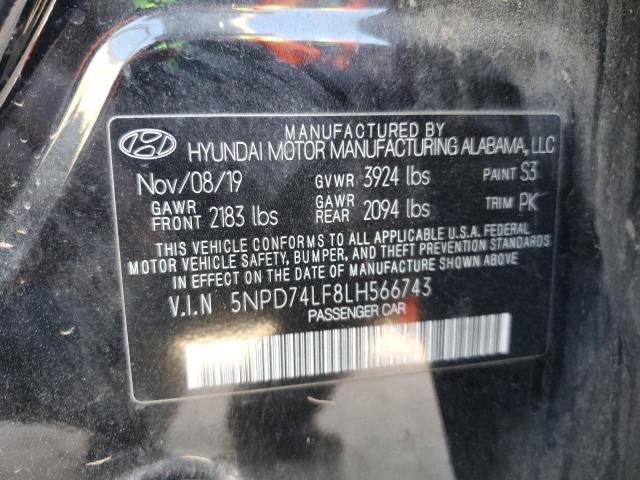 MANUFACTURED BY
HYUNDAI MOTOR MANUFACTURING ALABAMA, LLC
Nov/08/19 GVWR 3924 lbs PAINT S3
GAWR FRONT 2183 lbs GAWR REAR 2094 lbs TRIM PK
THIS VEHICLE CONFORMS TO ALL APPLICABLE U.S.A FEDERAL
MOTOR VEHICLE SAFETY, BUMPER, AND THEFT PREVENTION STANDARDS
IN EFFECT ON THE DATE OF MANUFACTURE SHOWN ABOVE.
V.I.N 5NPD74LF8LH566743
PASSENGER CAR